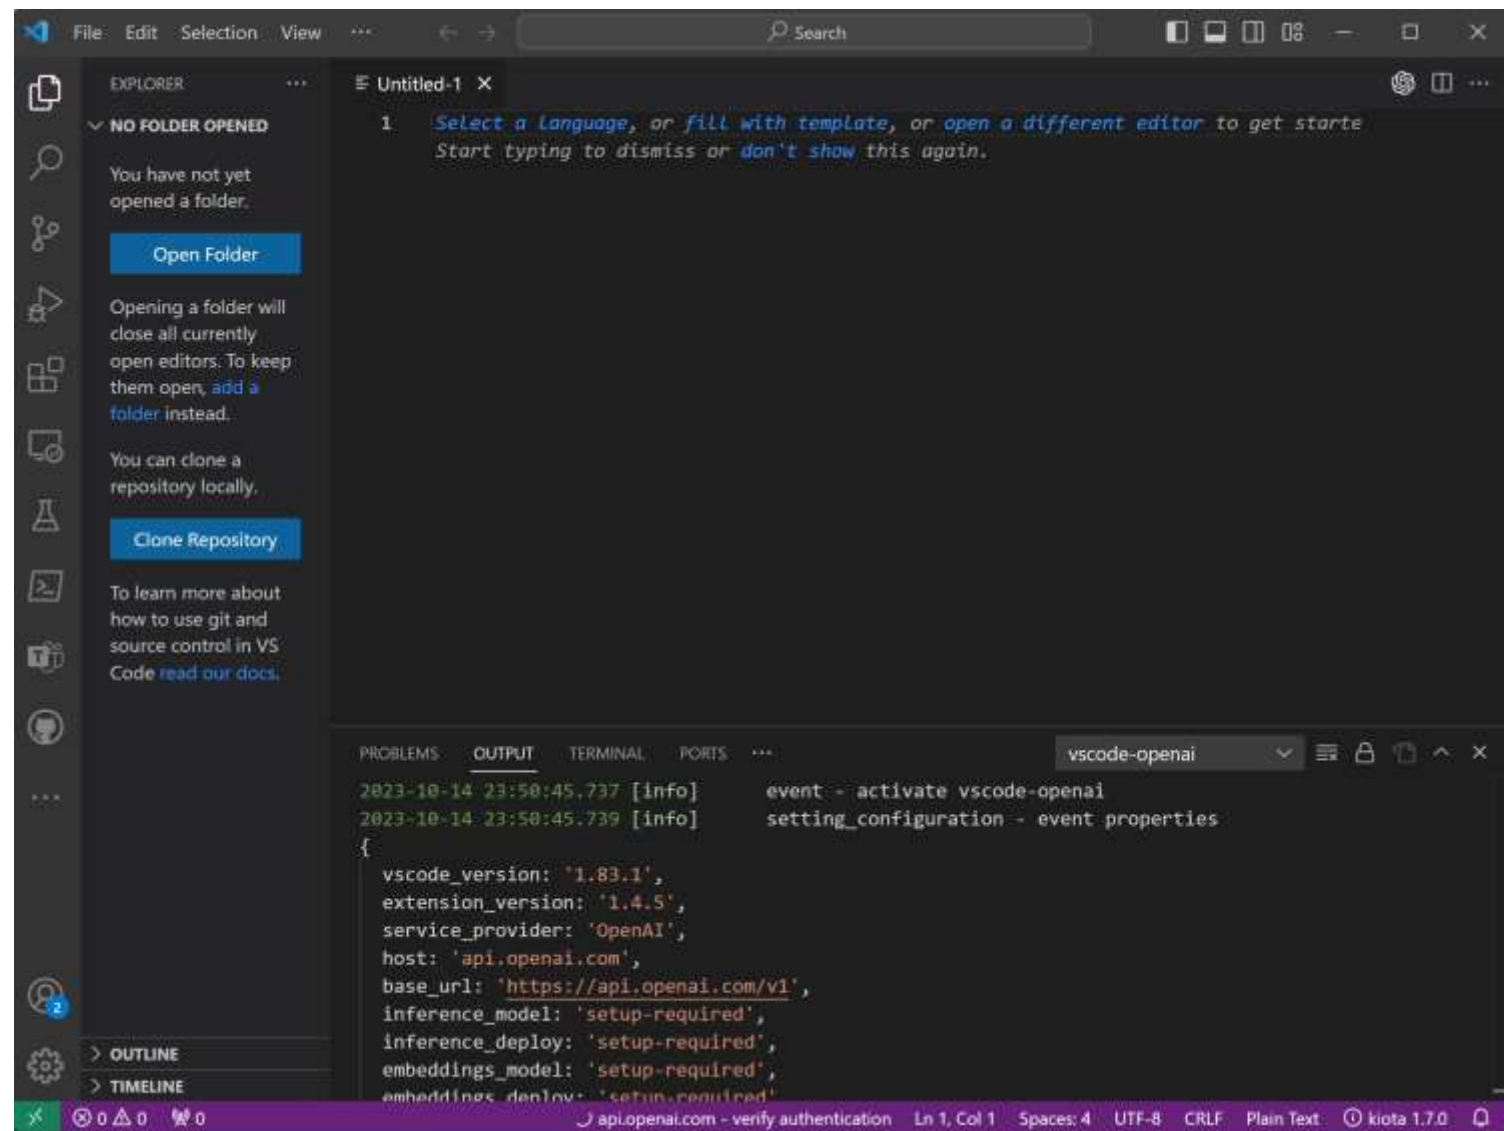 File Edit Selection View ··· Search
EXPLORER ···
NO FOLDER OPENED
You have not yet
opened a folder.
Open Folder
Opening a folder will
close all currently
open editors. To keep
them open, add a
folder instead.
You can clone a
repository locally.
Clone Repository
To learn more about
how to use git and
source control in VS
Code read our docs.
OUTLINE
TIMELINE
Untitled-1
1 Select a language, or fill with template, or open a different editor to get starte
Start typing to dismiss or don't show this again.
PROBLEMS OUTPUT TERMINAL PORTS ··· vscode-openai
2023-10-14 23:50:45.737 [info] event - activate vscode-openai
2023-10-14 23:50:45.739 [info] setting_configuration - event properties
{
vscode_version: '1.83.1',
extension_version: '1.4.5',
service_provider: 'OpenAI',
host: 'api.openai.com',
base_url: 'https://api.openai.com/v1',
inference_model: 'setup-required',
inference_deploy: 'setup-required',
embeddings_model: 'setup-required',
embeddings_deploy: 'setup-required'
2
0 0 0 api.openai.com - verify authentication Ln 1, Col 1 Spaces: 4 UTF-8 CRLF Plain Text kiota 1.7.0